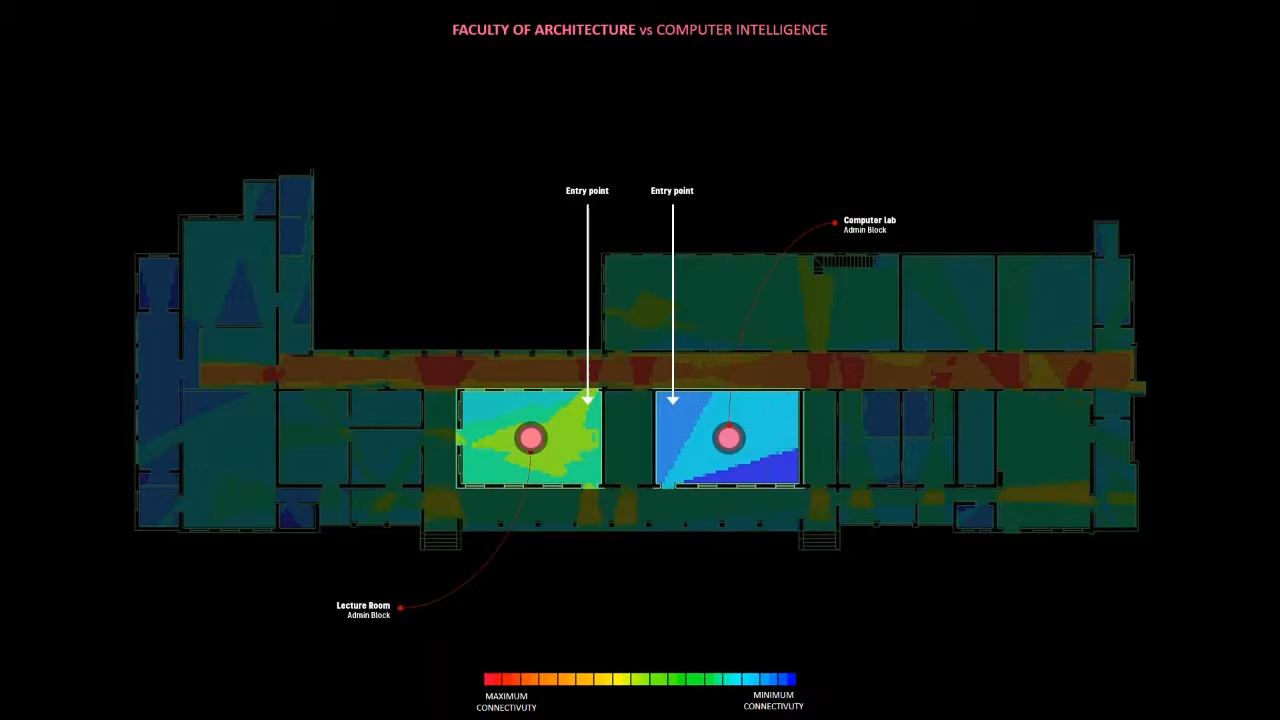 FACULTY OF ARCHITECTURE vs COMPUTER INTELLIGENCE
Entry point
Entry point
Computer lab
Admin Block
Lecture Room
Admin Block
MAXIMUM
CONNECTIVUTY
MINIMUM
CONNECTIVUTY